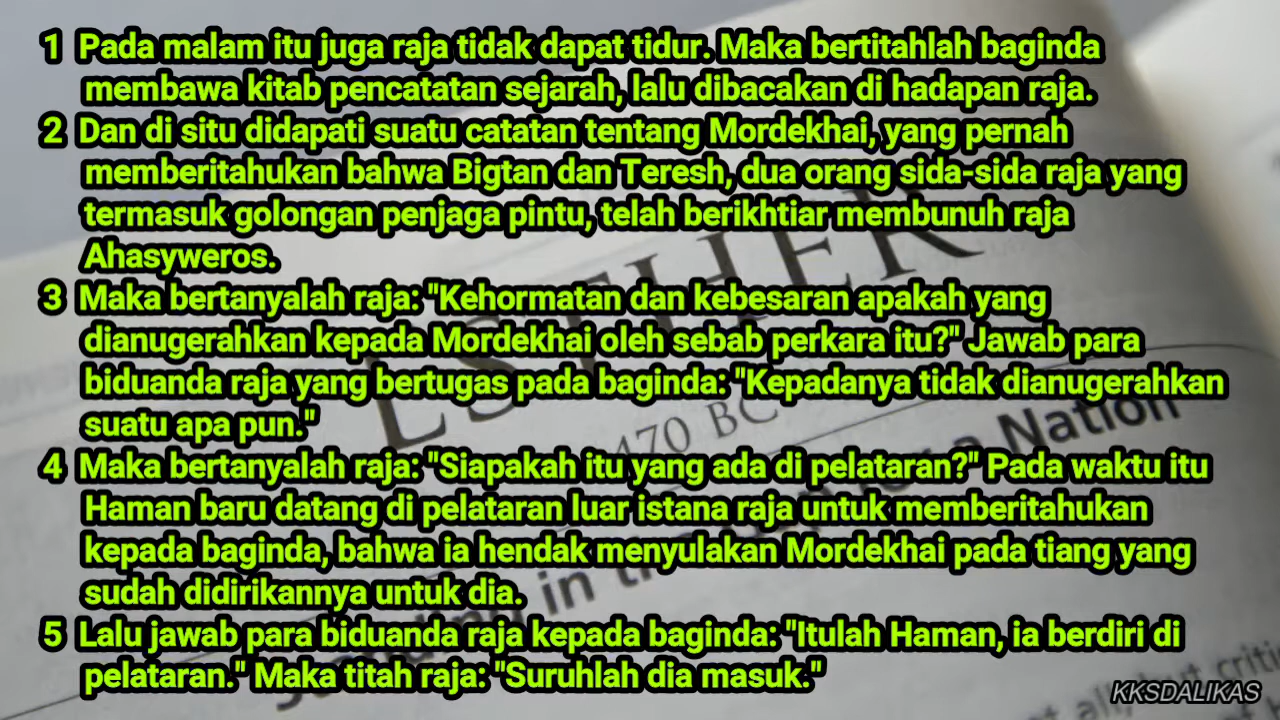 1 Pada malam itu juga raja tidak dapat tidur. Maka bertitahlah baginda
membawa kitab pencatatan sejarah, lalu dibacakan di hadapan raja.
2 Dan di situ didapati suatu catatan tentang Mordekhai, yang pernah
memberitahukan bahwa Bigtan dan Teresh, dua orang sida-sida raja yang
termasuk golongan penjaga pintu, telah berikhtiar membunuh raja
Ahasyweros.
3 Maka bertanyalah raja: "Kehormatan dan kebesaran apakah yang
dianugerahkan kepada Mordekhai oleh sebab perkara itu?" Jawab para
biduanda raja yang bertugas pada baginda: "Kepadanya tidak dianugerahkan
suatu apa pun."
4 Maka bertanyalah raja: "Siapakah itu yang ada di pelataran?" Pada waktu itu
Haman baru datang di pelataran luar istana raja untuk memberitahukan
kepada baginda, bahwa ia hendak menyulakan Mordekhai pada tiang yang
sudah didirikannya untuk dia.
5 Lalu jawab para biduanda raja kepada baginda: "Itulah Haman, ia berdiri di
pelataran." Maka titah raja: "Suruhlah dia masuk."
ESTHER
470 BC
Nation
in the
KKSDALIKAS